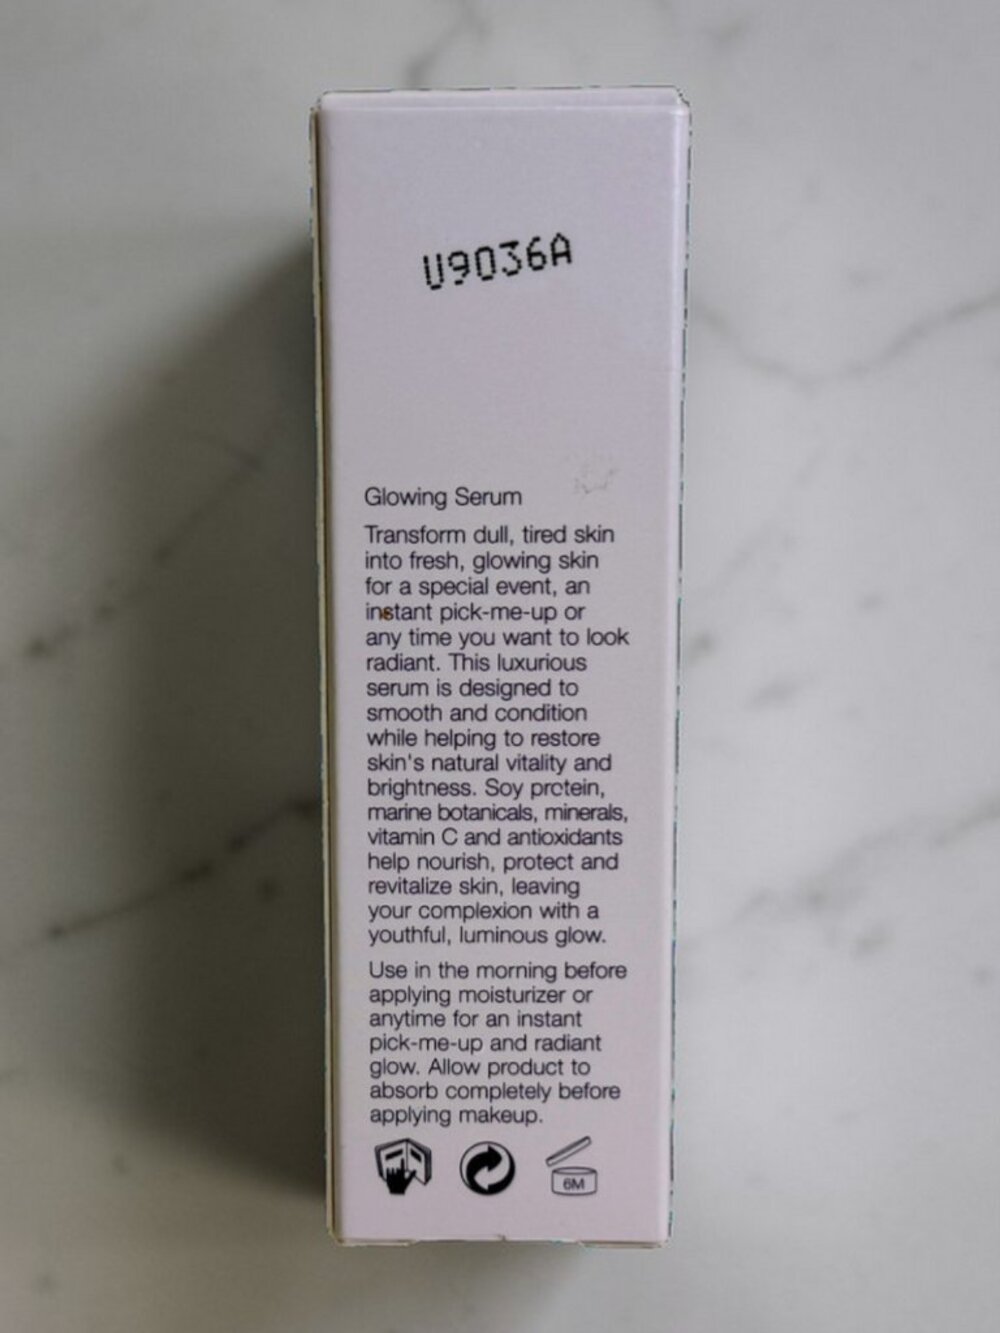 U9036A
Glowing Serum
Transform dull, tired skin
into fresh, glowing skin
for a special event, an
instant pick-me-up or
any time you want to look
radiant. This luxurious
serum is designed to
smooth and condition
while helping to restore
skin's natural vitality and
brightness. Soy protein,
marine botanicals, minerals,
vitamin C and antioxidants
help nourish, protect and
revitalize skin, leaving
your complexion with a
youthful, luminous glow.
Use in the morning before
applying moisturizer or
anytime for an instant
pick-me-up and radiant
glow. Allow product to
absorb completely before
applying makeup.
6M